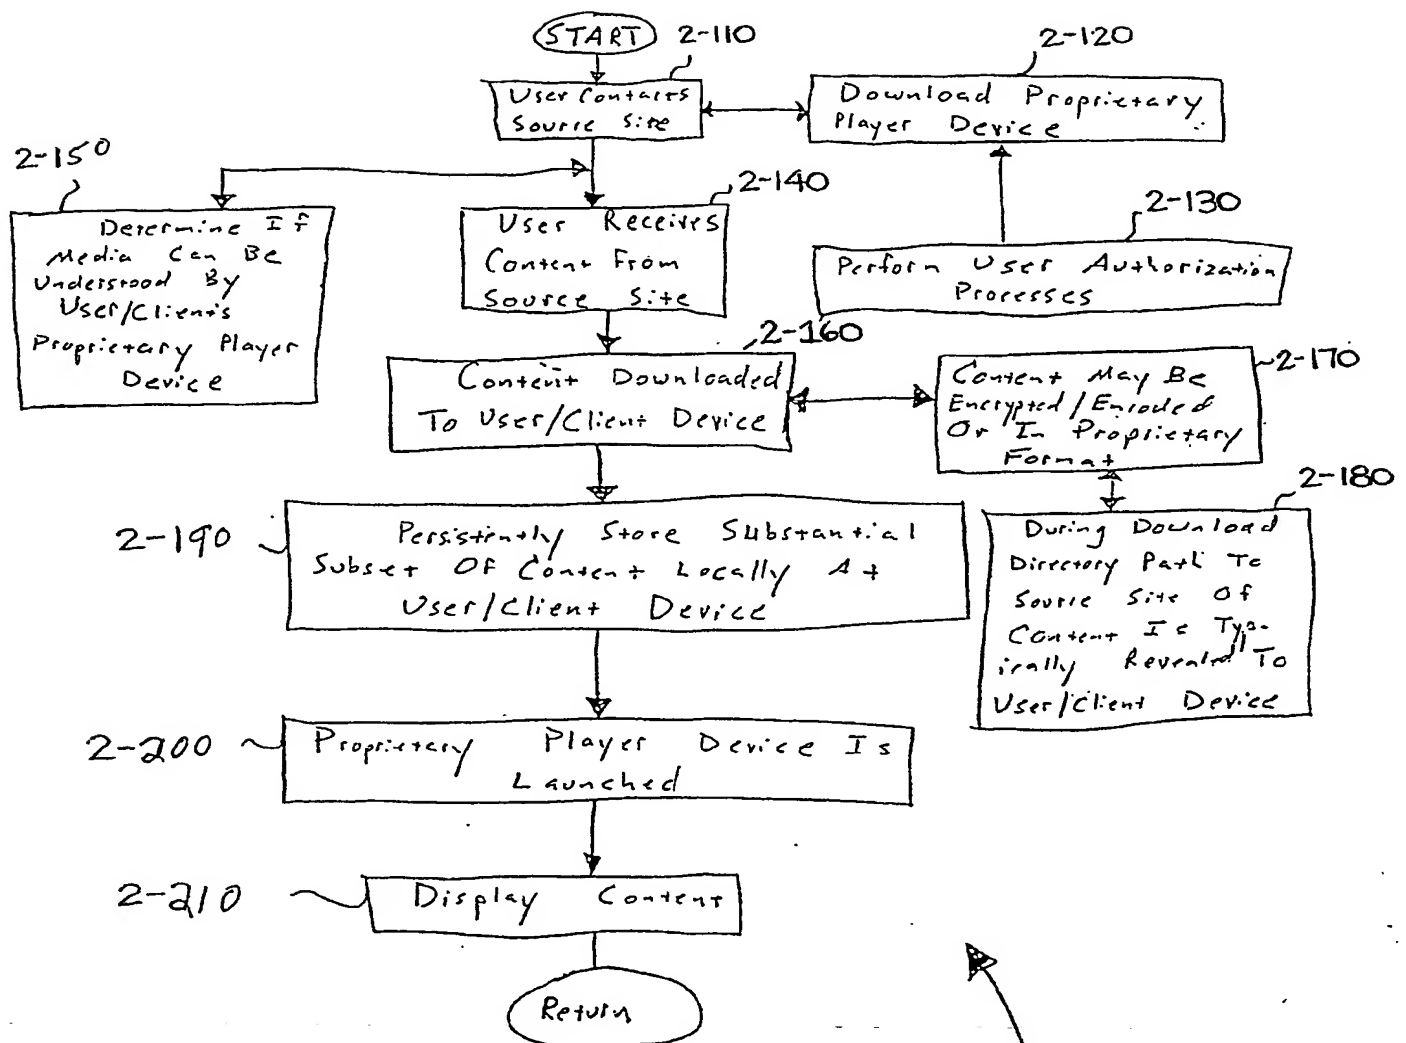 START
2-110
2-120
User Contacts
Source Site
Download Proprietary
Player Device
2-150
2-140
2-130
Determine If
Media Can Be
Understood By
User/Client's
Proprietary Player
Device
User Receives
Content From
Source Site
Perform User Authorization
Processes
2-160
2-170
Content Downloaded
To User/Client Device
Content May Be
Encrypted/Encoded
Or In Proprietary
Format
2-180
2-190
Persistently Store Substantial
Subset Of Content Locally At
User/Client Device
During Download
Directory Path To
Source Site Of
Content Is Typ-
ically Revealed To
User/Client Device
2-200
Proprietary Player Device Is
Launched
2-210
Display Content
Return